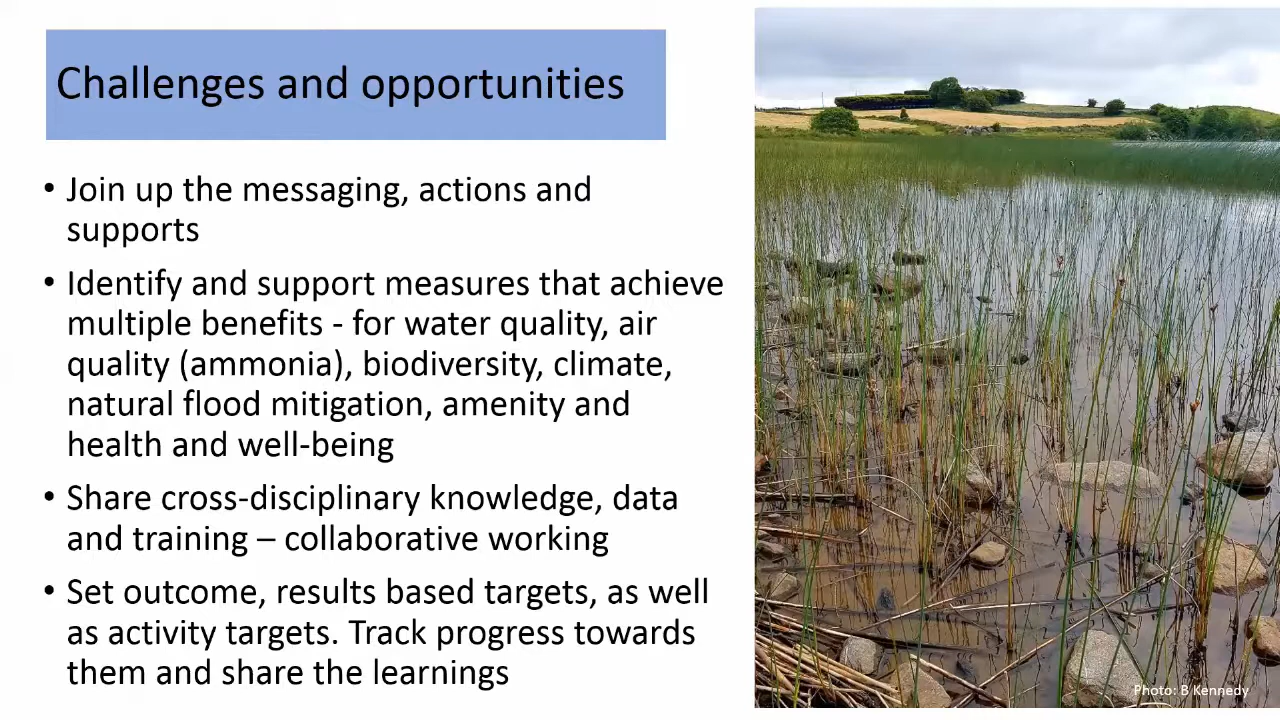 Challenges and opportunities
• Join up the messaging, actions and
supports
• Identify and support measures that achieve
multiple benefits - for water quality, air
quality (ammonia), biodiversity, climate,
natural flood mitigation, amenity and
health and well-being
• Share cross-disciplinary knowledge, data
and training – collaborative working
• Set outcome, results based targets, as well
as activity targets. Track progress towards
them and share the learnings
Photo: B Kennedy